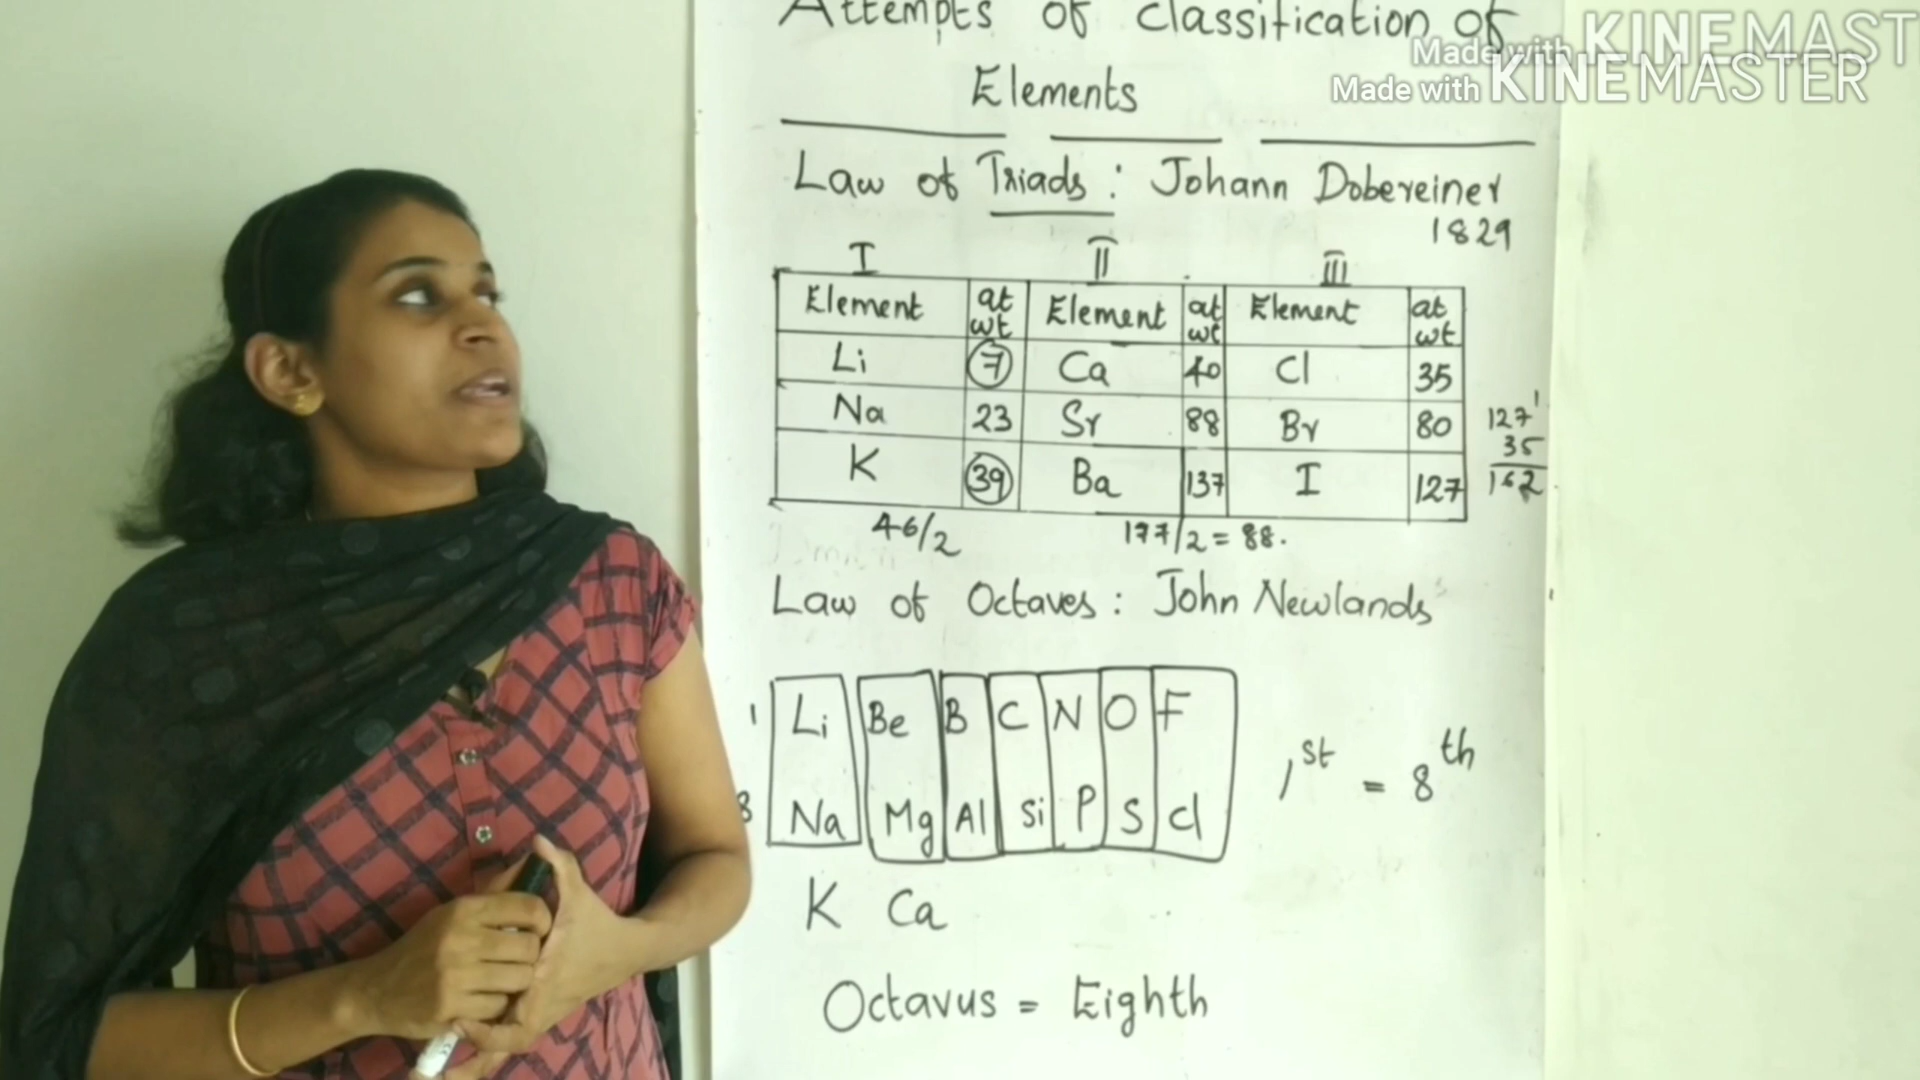 Attempts of classification of
Made with KINEMAST
Made with KINEMASTER
Elements
Law of Triads : Johann Dobereiner
1829
I II III
Element at wt Element at wt Element at wt
Li 7 Ca 40 Cl 35
Na 23 Sr 88 Br 80
K 39 Ba 137 I 127
127
35
162
46/2 177/2 = 88.
Law of Octaves : John Newlands
1 Li Be B C N O F
1st = 8th
8 Na Mg Al Si P S Cl
K Ca
Octavus = Eighth